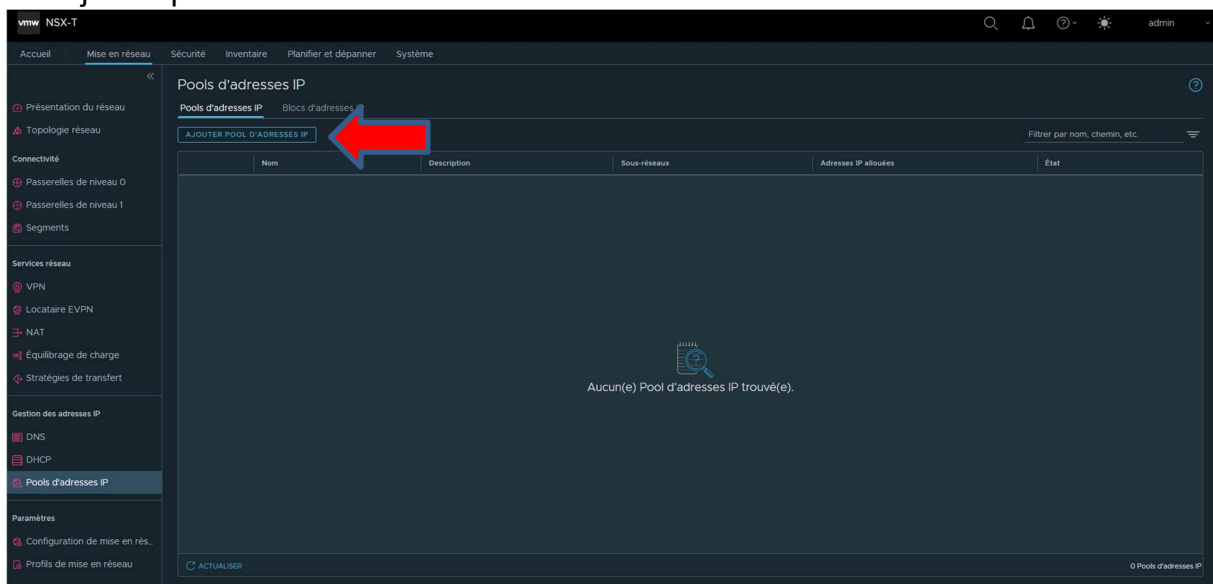 vmw NSX-T
admin
Accueil Mise en réseau Sécurité Inventaire Planifier et dépanner Système
Présentation du réseau
Topologie réseau
Connectivité
Passerelles de niveau 0
Passerelles de niveau 1
Segments
Services réseau
VPN
Locataire EVPN
NAT
Équilibrage de charge
Stratégies de transfert
Gestion des adresses IP
DNS
DHCP
Pools d'adresses IP
Paramètres
Configuration de mise en rés...
Profils de mise en réseau
Pools d'adresses IP
Pools d'adresses IP Blocs d'adresses
AJOUTER POOL D'ADRESSES IP
Filtrer par nom, chemin, etc.
Nom Description Sous-réseaux Adresses IP allouées État
Aucun(e) Pool d'adresses IP trouvé(e).
ACTUALISER
0 Pools d'adresses IP